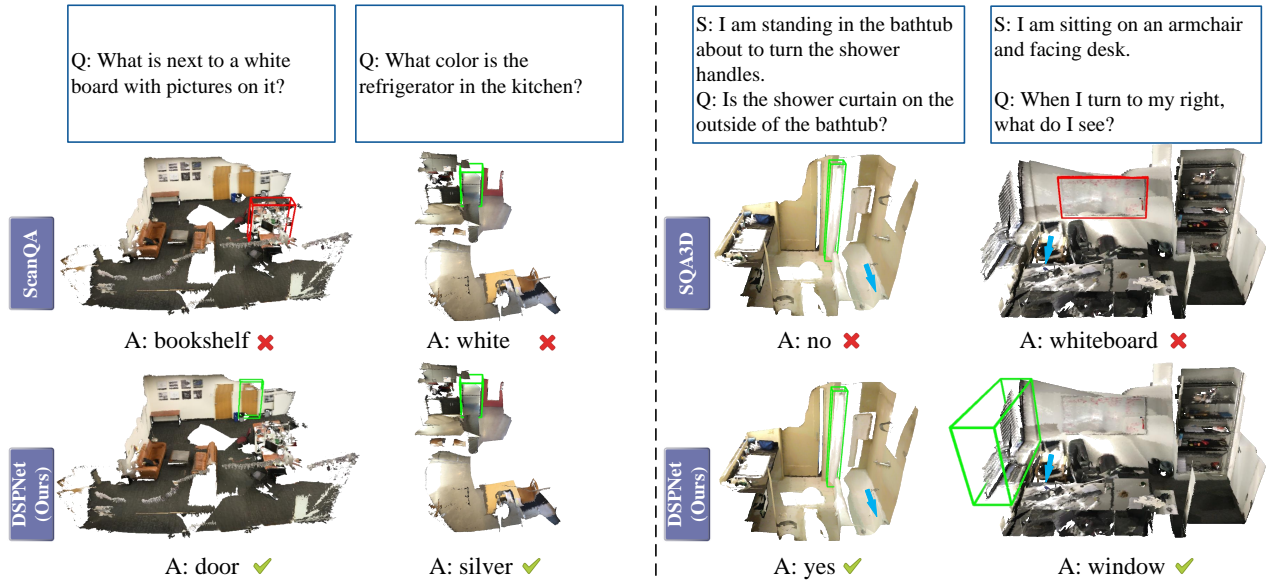 Q: What is next to a white
board with pictures on it?
Q: What color is the
refrigerator in the kitchen?
S: I am standing in the bathtub
about to turn the shower
handles.
Q: Is the shower curtain on the
outside of the bathtub?
S: I am sitting on an armchair
and facing desk.
Q: When I turn to my right,
what do I see?
ScanQA
A: bookshelf
A: white
SQA3D
A: no
A: whiteboard
DSPNet
(Ours)
A: door
A: silver
DSPNet
(Ours)
A: yes
A: window